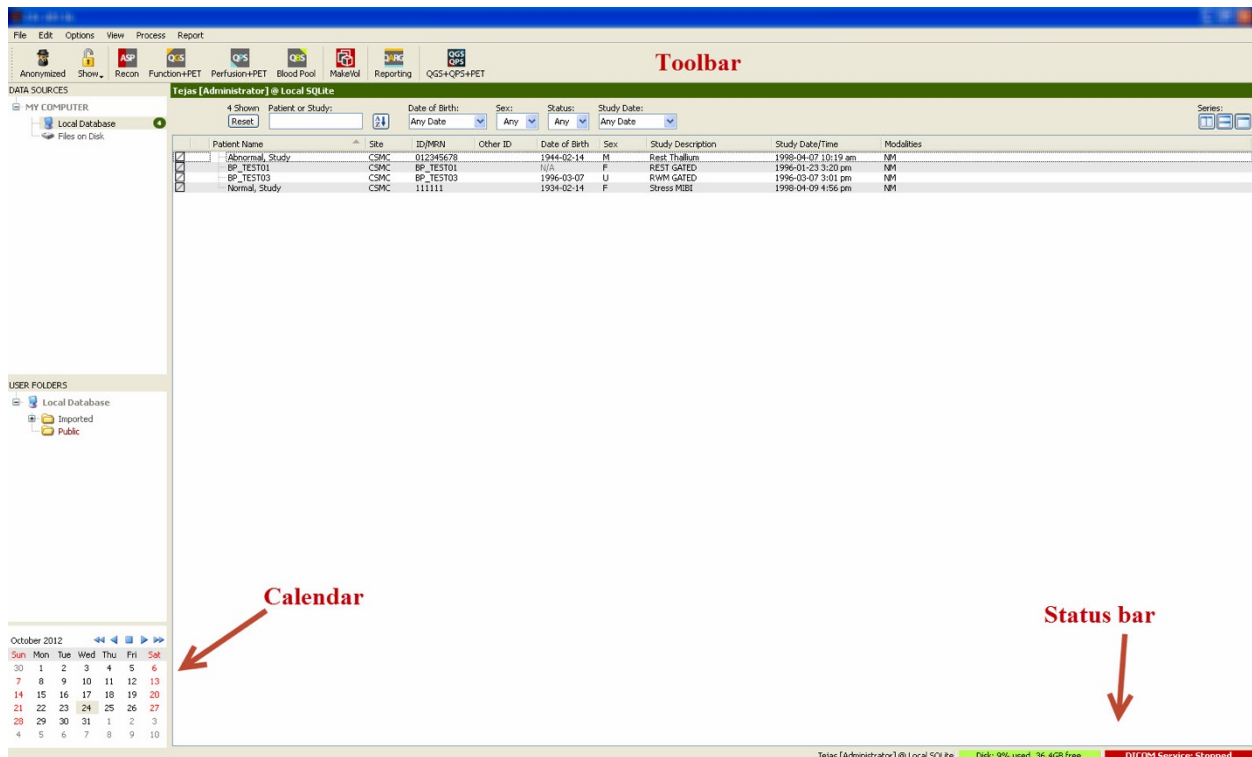 File Edit Options View Process Report
ASP QGS QPS QBS QARG QGS QPS
Anonymized Show Recon Function+PET Perfusion+PET Blood Pool MakeVol Reporting QGS+QPS+PET
Toolbar
DATA SOURCES
MY COMPUTER
Local Database 4
Files on Disk
Tejas [Administrator] @ Local SQLite
4 Shown Patient or Study: Date of Birth: Sex: Status: Study Date: Series:
Reset Any Date Any Any Any Date
Patient Name Site ID/MRN Other ID Date of Birth Sex Study Description Study Date/Time Modalities
Abnormal, Study CSMC 012345678 1944-02-14 M Rest Thallium 1998-04-07 10:19 am NM
BP_TEST01 CSMC BP_TEST01 N/A F REST GATED 1996-01-23 3:20 pm NM
BP_TEST03 CSMC BP_TEST03 1996-03-07 U RWM GATED 1996-03-07 3:01 pm NM
Normal, Study CSMC 111111 1934-02-14 F Stress MIBI 1998-04-09 4:56 pm NM
USER FOLDERS
Local Database
Imported
Public
Calendar
Status bar
October 2012
Sun Mon Tue Wed Thu Fri Sat
30 1 2 3 4 5 6
7 8 9 10 11 12 13
14 15 16 17 18 19 20
21 22 23 24 25 26 27
28 29 30 31 1 2 3
4 5 6 7 8 9 10
Tejas [Administrator] @ Local SQLite Disk: 9% used, 36.4GB free DICOM Service: Stopped